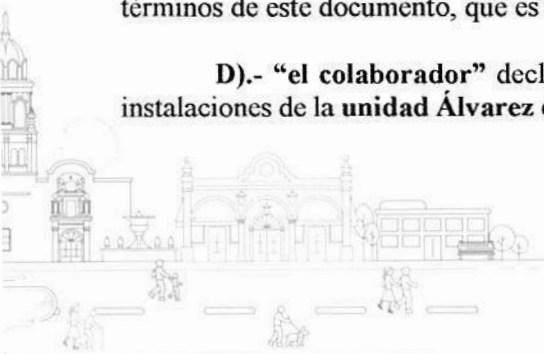 términos de este documento, que es
D).- “el colaborador” decl
instalaciones de la unidad Álvarez